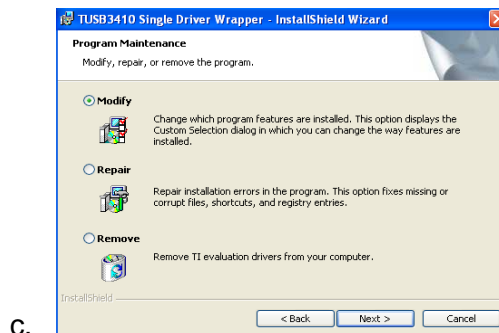 TUSB3410 Single Driver Wrapper - InstallShield Wizard
Program Maintenance
Modify, repair, or remove the program.
Modify
Change which program features are installed. This option displays the
Custom Selection dialog in which you can change the way features are
installed.
Repair
Repair installation errors in the program. This option fixes missing or
corrupt files, shortcuts, and registry entries.
Remove
Remove TI evaluation drivers from your computer.
InstallShield
< Back Next > Cancel
c.